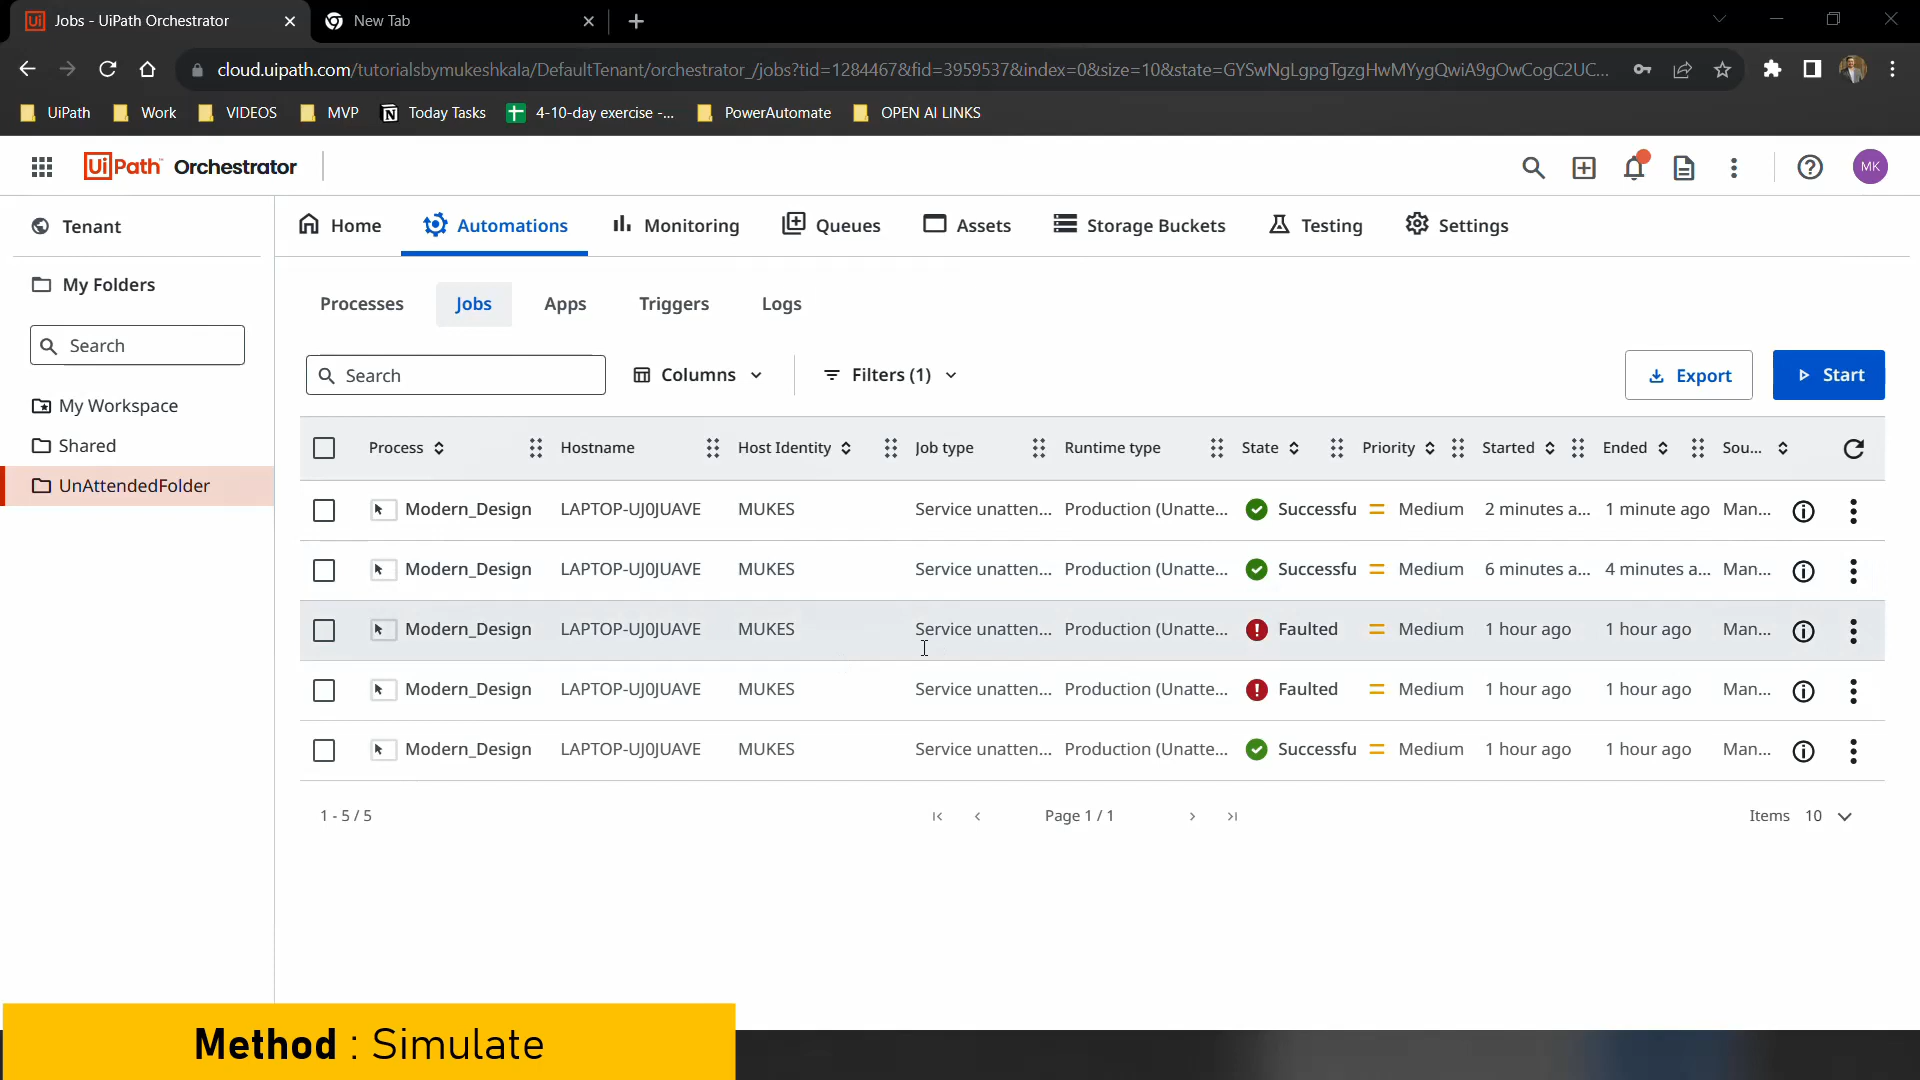 Jobs - UiPath Orchestrator
New Tab
cloud.uipath.com/tutorialsbymukeshkala/DefaultTenant/orchestrator_/jobs?tid=1284467&fid=3959537&index=0&size=10&state=GYSwNgLgpgTgzgHwMYygQwiA9gOwCogC2UC...
UiPath Work VIDEOS MVP Today Tasks 4-10-day exercise -... PowerAutomate OPEN AI LINKS
UiPath Orchestrator
MK
Tenant
My Folders
Search
My Workspace
Shared
UnAttendedFolder
Home Automations Monitoring Queues Assets Storage Buckets Testing Settings
Processes Jobs Apps Triggers Logs
Search Columns Filters (1) Export Start
Process Hostname Host Identity Job type Runtime type State Priority Started Ended Sou...
Modern_Design LAPTOP-UJ0JUAVE MUKES Service unatten... Production (Unatte... Successfu Medium 2 minutes a... 1 minute ago Man...
Modern_Design LAPTOP-UJ0JUAVE MUKES Service unatten... Production (Unatte... Successfu Medium 6 minutes a... 4 minutes a... Man...
Modern_Design LAPTOP-UJ0JUAVE MUKES Service unatten... Production (Unatte... Faulted Medium 1 hour ago 1 hour ago Man...
Modern_Design LAPTOP-UJ0JUAVE MUKES Service unatten... Production (Unatte... Faulted Medium 1 hour ago 1 hour ago Man...
Modern_Design LAPTOP-UJ0JUAVE MUKES Service unatten... Production (Unatte... Successfu Medium 1 hour ago 1 hour ago Man...
1 - 5 / 5 Page 1 / 1 Items 10
Method : Simulate